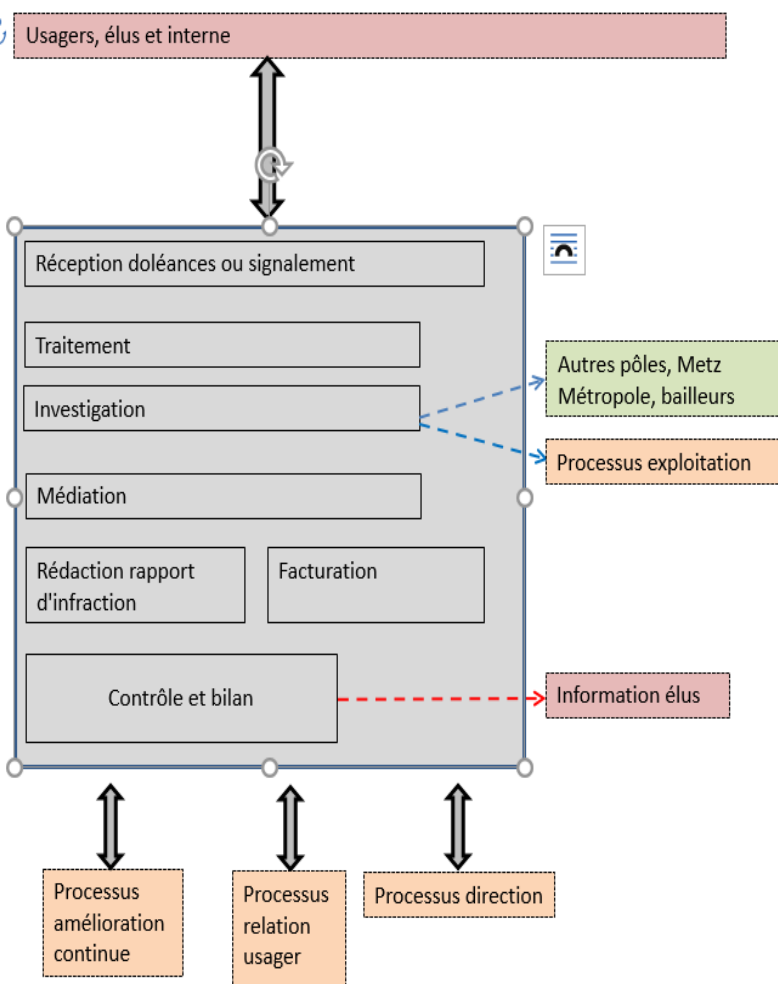 Usagers, élus et interne
Réception doléances ou signalement
Traitement
Investigation
Autres pôles, Metz
Métropole, bailleurs
Processus exploitation
Médiation
Rédaction rapport
d'infraction
Facturation
Contrôle et bilan
Information élus
Processus
amélioration
continue
Processus
relation
usager
Processus direction